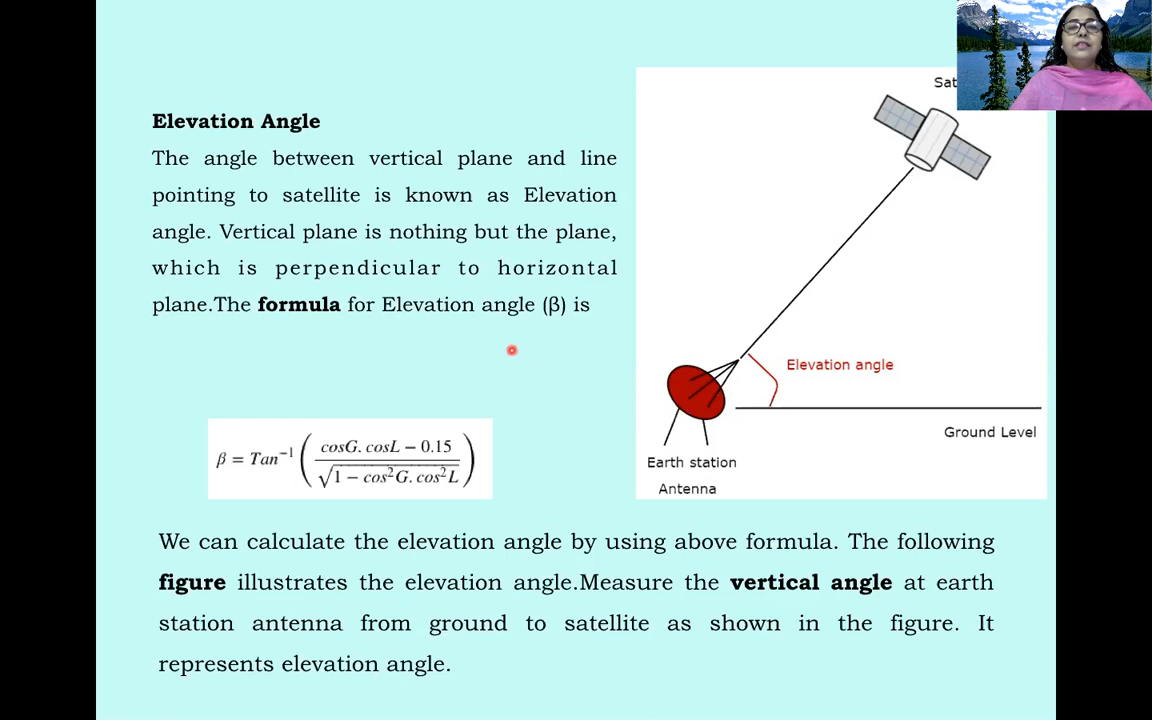 Elevation Angle
The angle between vertical plane and line
pointing to satellite is known as Elevation
angle. Vertical plane is nothing but the plane,
which is perpendicular to horizontal
plane.The formula for Elevation angle (β) is
β = Tan⁻¹ ( (cosG. cosL − 0.15) / √(1 − cos²G. cos²L) )
Sat
Elevation angle
Ground Level
Earth station
Antenna
We can calculate the elevation angle by using above formula. The following
figure illustrates the elevation angle.Measure the vertical angle at earth
station antenna from ground to satellite as shown in the figure. It
represents elevation angle.